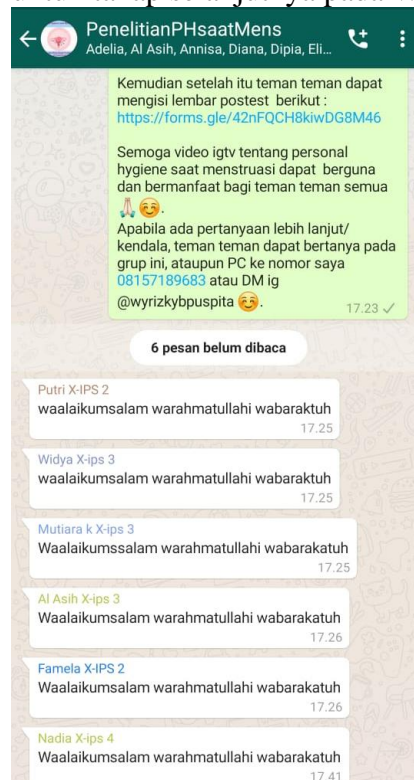 PenelitianPHsaatMens
Adelia, Al Asih, Annisa, Diana, Dipia, Eli...
Kemudian setelah itu teman teman dapat
mengisi lembar postest berikut :
https://forms.gle/42nFQCH8kiwDG8M46
Semoga video igtv tentang personal
hygiene saat menstruasi dapat berguna
dan bermanfaat bagi teman teman semua
🙏🏻☺️.
Apabila ada pertanyaan lebih lanjut/
kendala, teman teman dapat bertanya pada
grup ini, ataupun PC ke nomor saya
08157189683 atau DM ig
@wyrizkybpuspita ☺️.
17.23 ✓
6 pesan belum dibaca
Putri X-IPS 2
waalaikumsalam warahmatullahi wabaraktuh
17.25
Widya X-ips 3
waalaikumsalam warahmatullahi wabaraktuh
17.25
Mutiara k X-ips 3
Waalaikumssalam warahmatullahi wabarakatuh
17.25
Al Asih X-ips 3
Waalaikumsalam warahmatullahi wabarakatuh
17.26
Famela X-IPS 2
Waalaikumsalam warahmatullahi wabarakatuh
17.26
Nadia X-ips 4
Waalaikumsalam warahmatullahi wabarakatuh
17.41